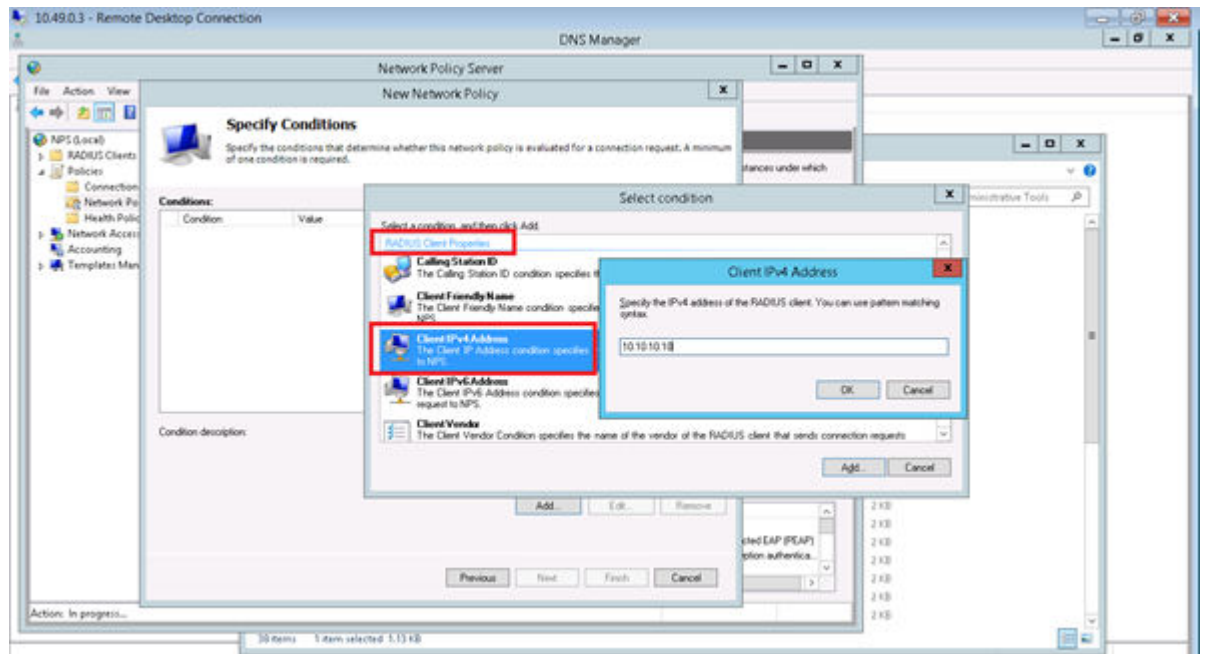 10.49.0.3 - Remote Desktop Connection
DNS Manager
Network Policy Server
File Action View
New Network Policy
Specify Conditions
Specify the conditions that determine whether this network policy is evaluated for a connection request. A minimum
of one condition is required.
NPS (Local)
RADIUS Clients
Policies
Connection
Network Po
Health Polic
Network Access
Accounting
Templates Man
stances under which
Administrative Tools
Conditions:
Condition Value
Select condition
Select a condition, and then click Add.
RADIUS Client Properties
Calling Station ID
The Calling Station ID condition specifies
Client Friendly Name
The Client Friendly Name condition specifie
NPS.
Client IPv4 Address
The Client IP Address condition specifies
to NPS.
Client IPv6 Address
The Client IPv6 Address condition specifies
request to NPS.
Client Vendor
The Client Vendor Condition specifies the name of the vendor of the RADIUS client that sends connection requests
Add... Cancel
Client IPv4 Address
Specify the IPv4 address of the RADIUS client. You can use pattern matching
syntax.
10.10.10.10
OK Cancel
Condition description:
Add... Edit... Remove
cted EAP (PEAP)
ption authentica...
Previous Next Finish Cancel
2 KB
2 KB
2 KB
2 KB
2 KB
2 KB
2 KB
Action: In progress...
38 items 1 item selected 1.13 KB